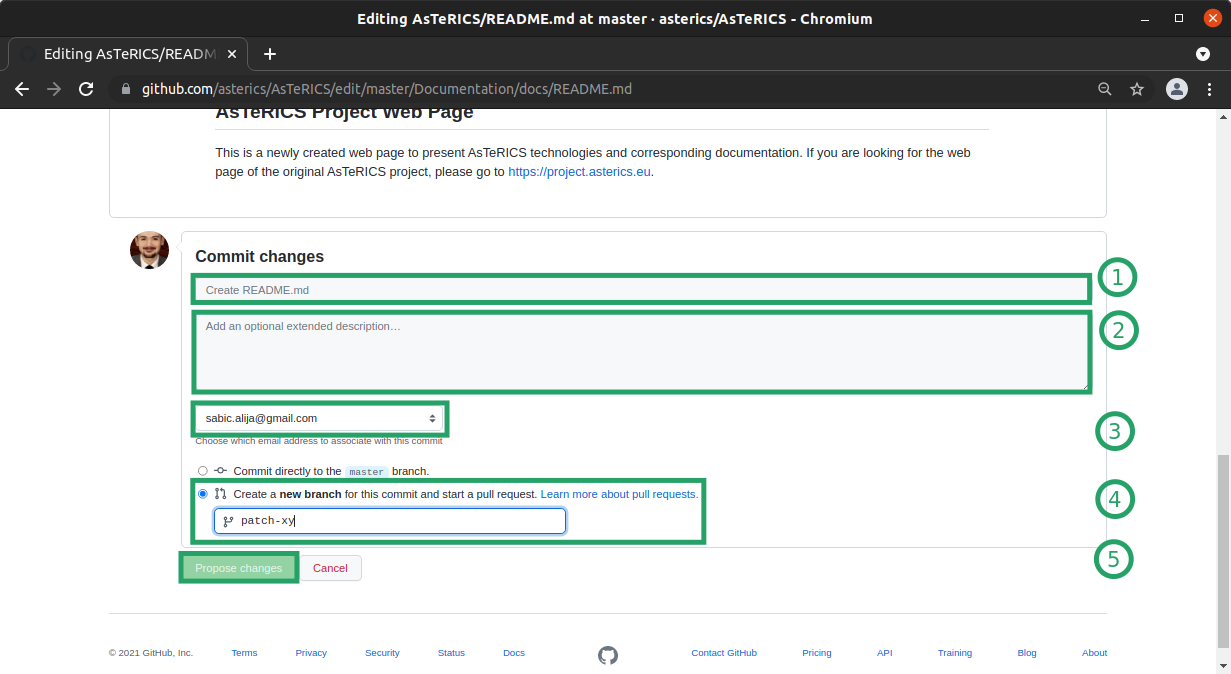 Editing AsTeRICS/README.md at master · asterics/AsTeRICS - Chromium
Editing AsTeRICS/READM
github.com/asterics/AsTeRICS/edit/master/Documentation/docs/README.md
AsTeRICS Project Web Page
This is a newly created web page to present AsTeRICS technologies and corresponding documentation. If you are looking for the web
page of the original AsTeRICS project, please go to https://project.asterics.eu.
Commit changes
Create README.md
1
Add an optional extended description…
2
sabic.alija@gmail.com
3
Choose which email address to associate with this commit
Commit directly to the master branch.
Create a new branch for this commit and start a pull request. Learn more about pull requests.
4
patch-xy
Propose changes Cancel
5
© 2021 GitHub, Inc. Terms Privacy Security Status Docs Contact GitHub Pricing API Training Blog About